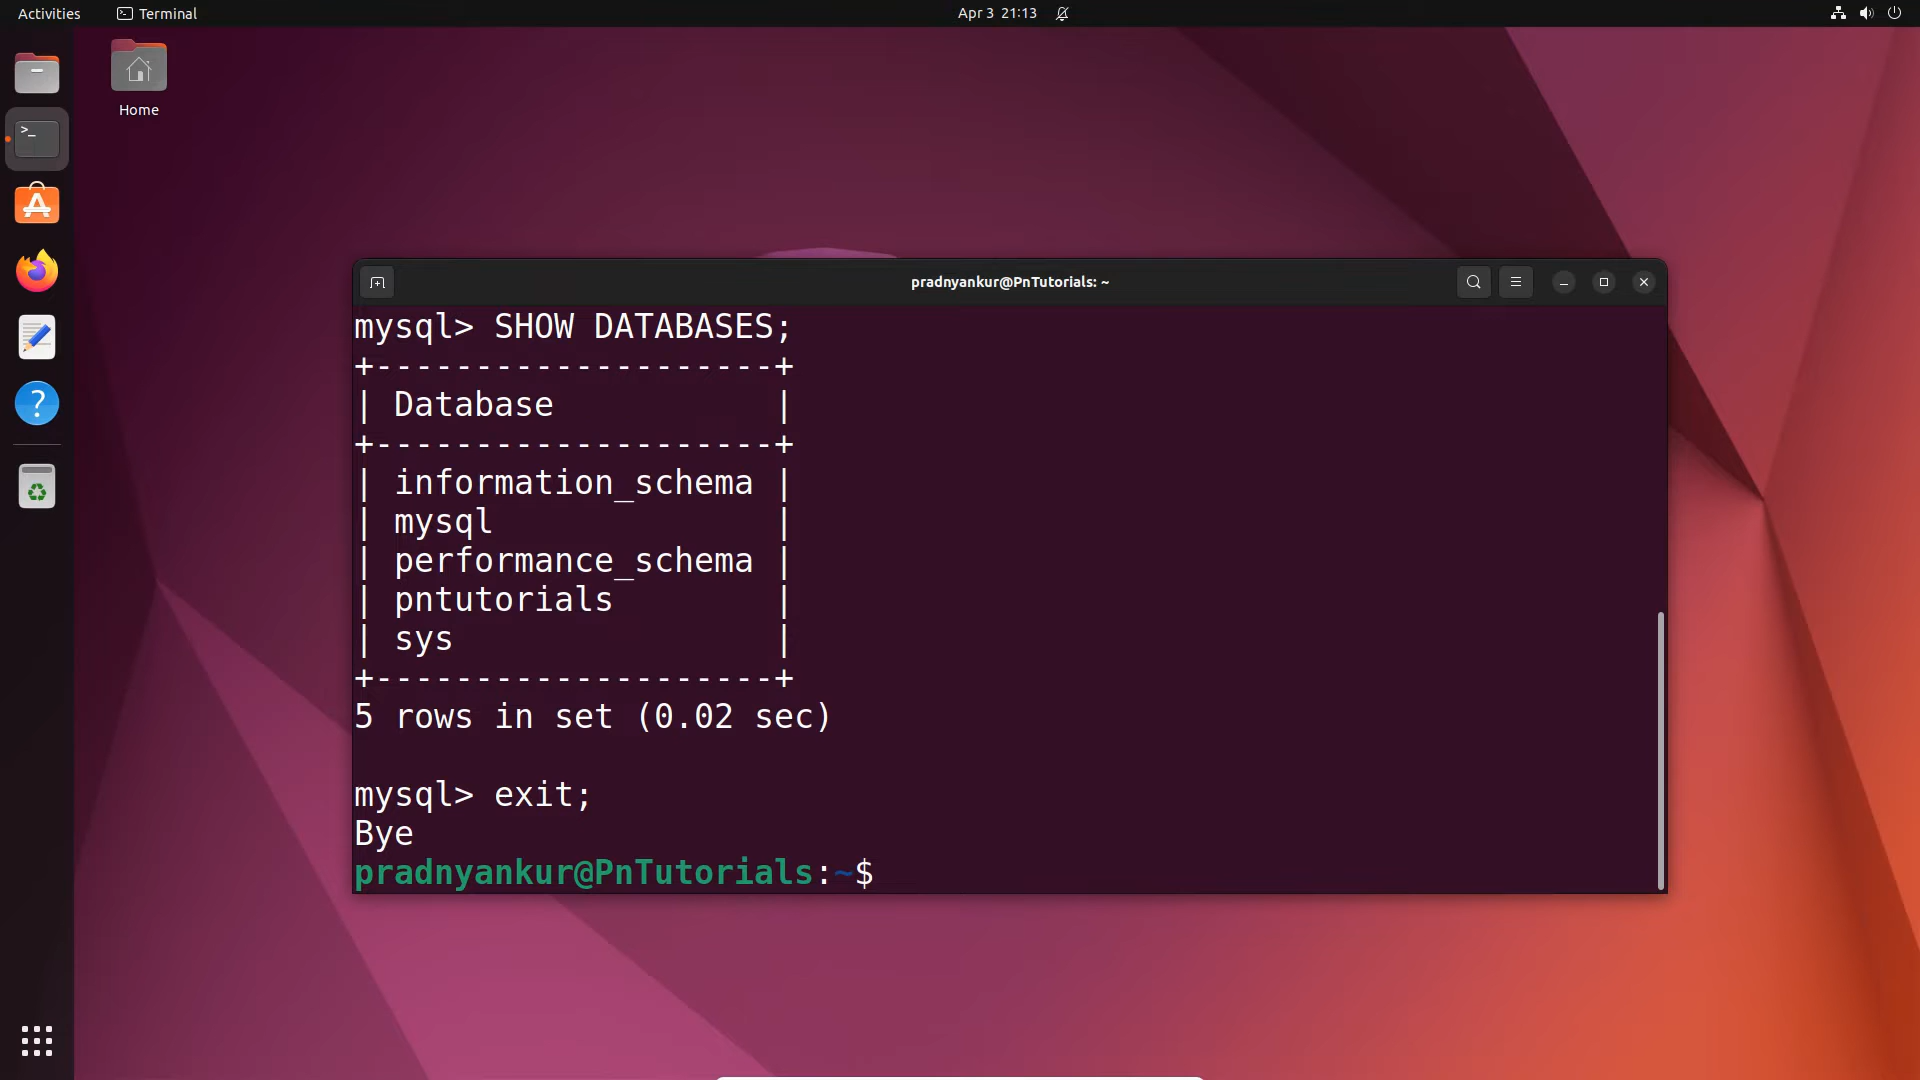 Activities
Terminal
Apr 3 21:13
Home
pradnyankur@PnTutorials: ~
mysql> SHOW DATABASES;
+--------------------+
| Database           |
+--------------------+
| information_schema |
| mysql              |
| performance_schema |
| pntutorials        |
| sys                |
+--------------------+
5 rows in set (0.02 sec)
mysql> exit;
Bye
pradnyankur@PnTutorials:~$